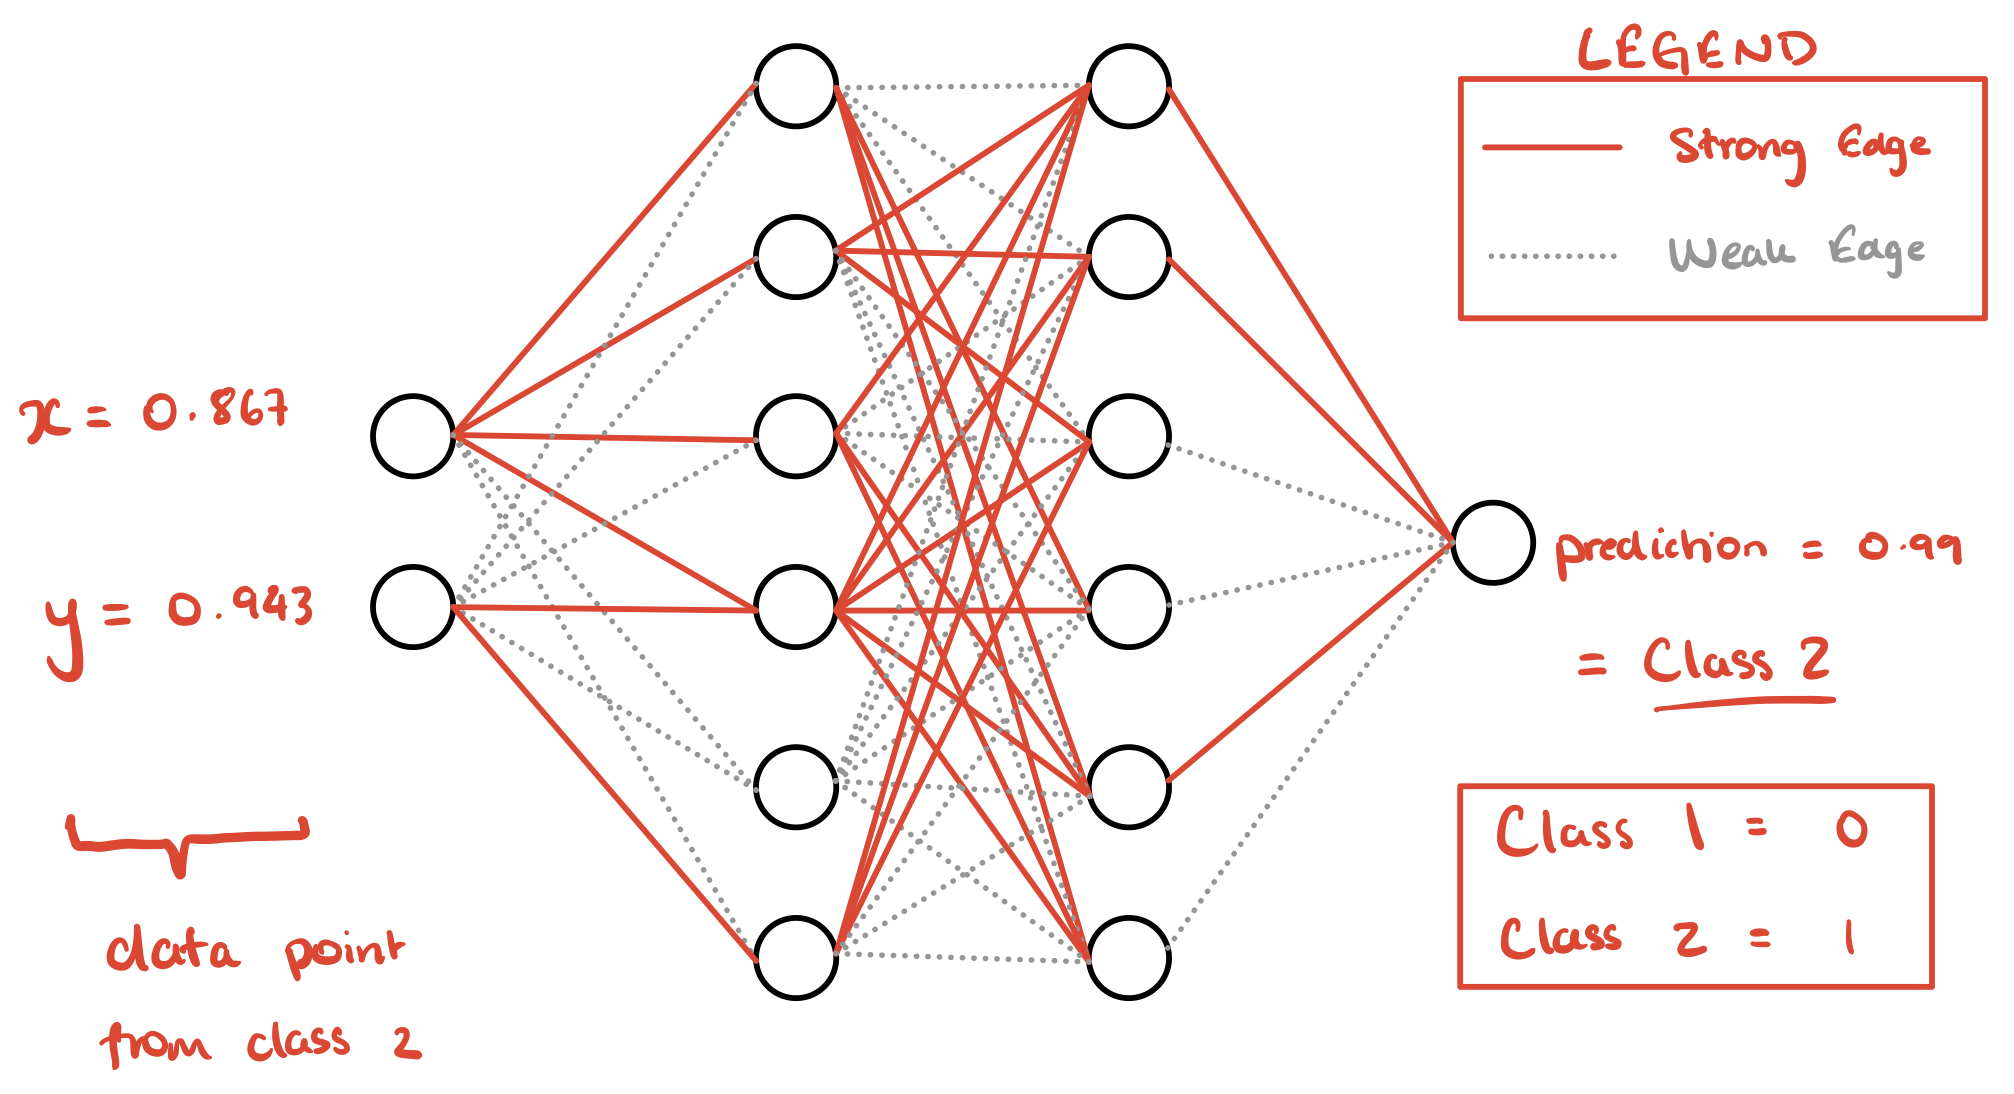 LEGEND
Strong Edge
Weak Edge
x = 0.867
y = 0.943
prediction = 0.99
= Class 2
data point
from class 2
Class 1 = 0
Class 2 = 1